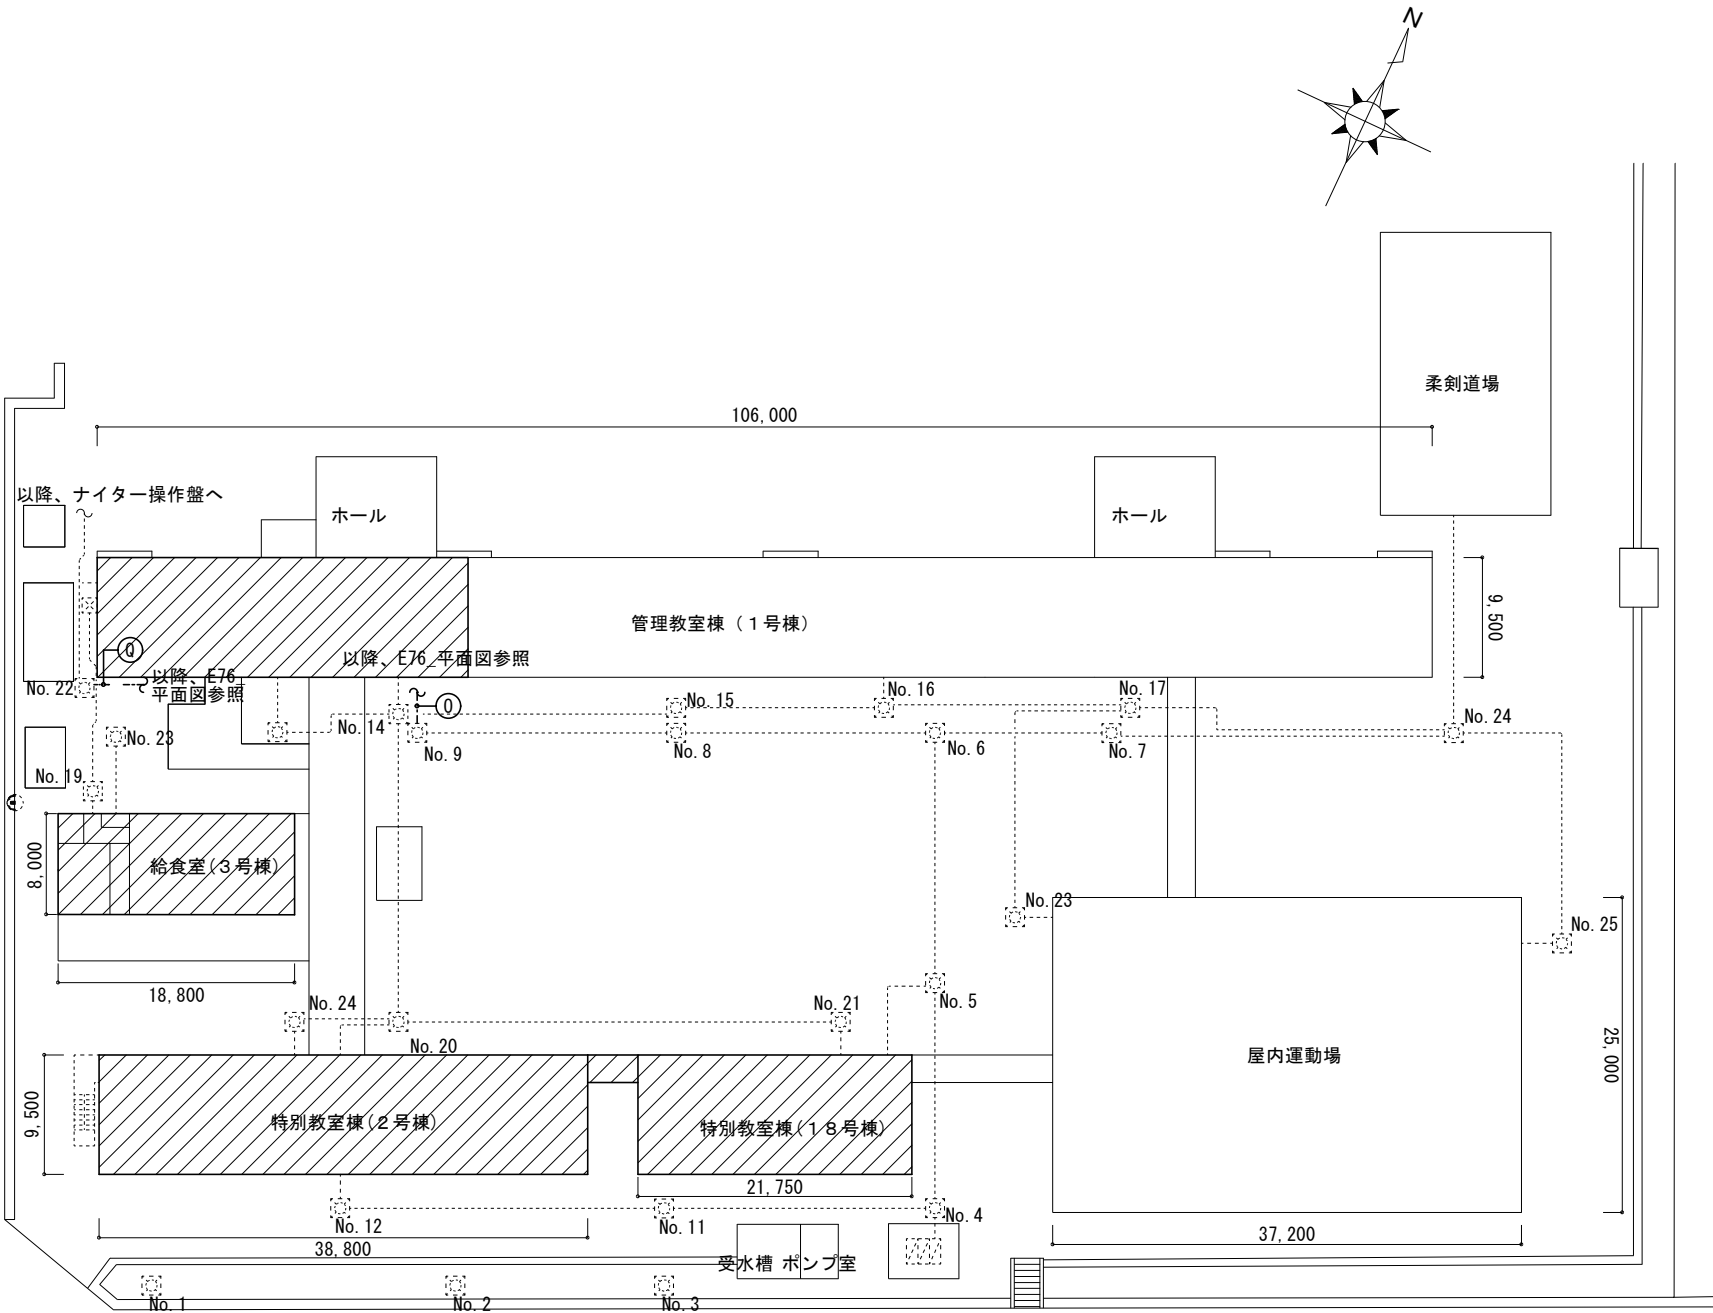 N
柔剣道場
106,000
以降、ナイター操作盤へ
ホール
ホール
管理教室棟（１号棟）
9,500
Q
以降、E76_平面図参照
以降、E76_
平面図参照
No.22
No.14
Q
No.15
No.16
No.17
No.24
No.23
No.9
No.8
No.6
No.7
No.19
8,000
給食室(３号棟)
No.23
No.25
18,800
No.24
No.21
No.5
No.20
屋内運動場
25,000
9,500
特別教室棟(２号棟)
特別教室棟(１８号棟)
21,750
No.12
No.11
No.4
38,800
37,200
受水槽 ポンプ室
No.1
No.2
No.3